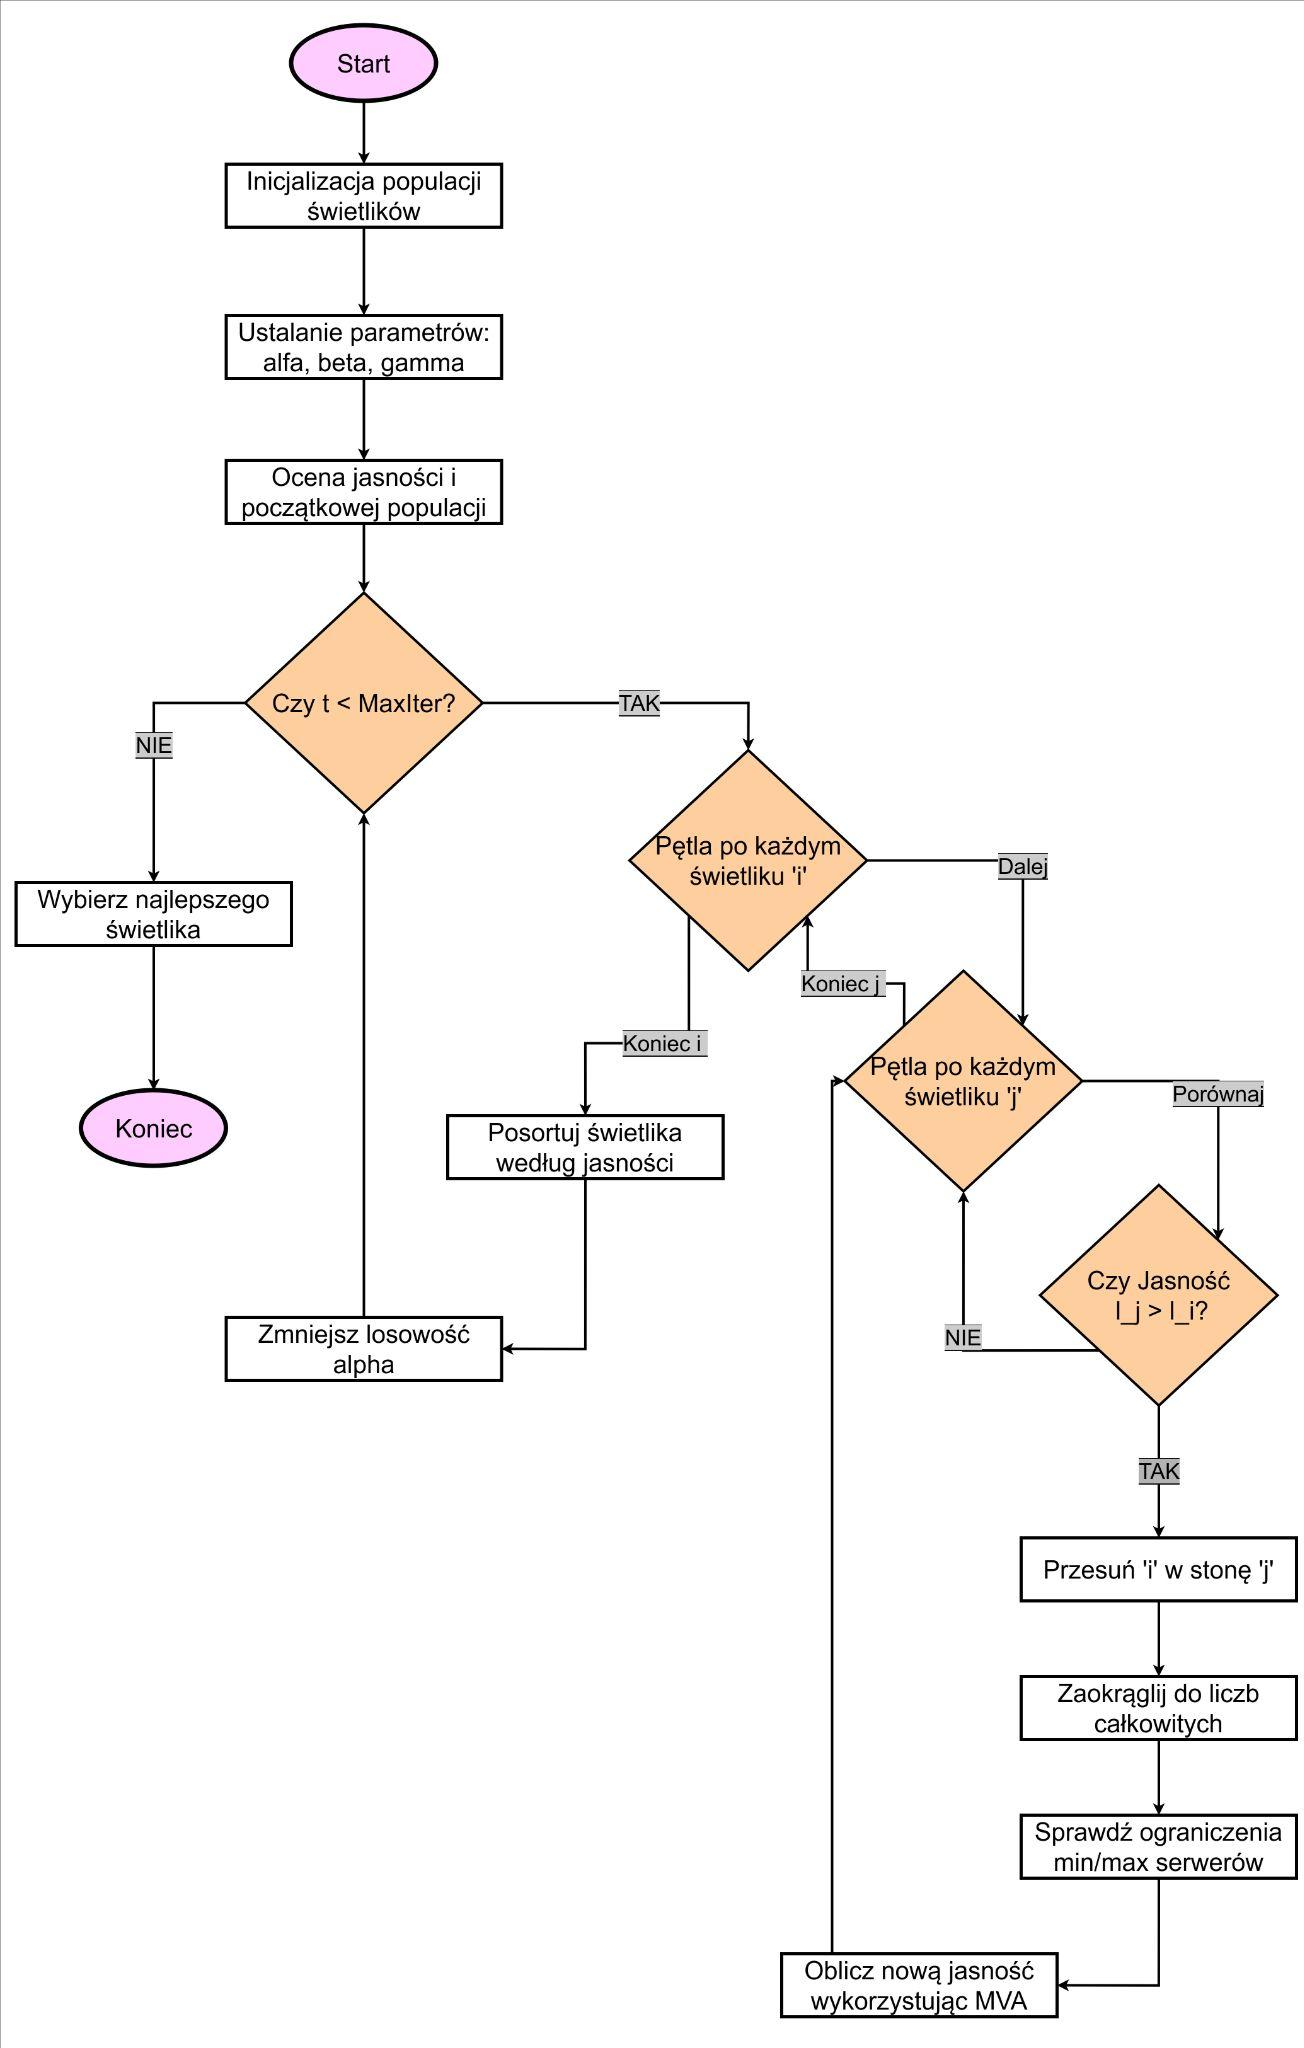 Start
Inicjalizacja populacji
świetlików
Ustalanie parametrów:
alfa, beta, gamma
Ocena jasności i
początkowej populacji
Czy t < MaxIter?
TAK
NIE
Pętla po każdym
świetliku 'i'
Dalej
Wybierz najlepszego
świetlika
Koniec j
Koniec i
Pętla po każdym
świetliku 'j'
Porównaj
Koniec
Posortuj świetlika
według jasności
Czy Jasność
I_j > I_i?
NIE
Zmniejsz losowość
alpha
TAK
Przesuń 'i' w stonę 'j'
Zaokrąglij do liczb
całkowitych
Sprawdź ograniczenia
min/max serwerów
Oblicz nową jasność
wykorzystując MVA